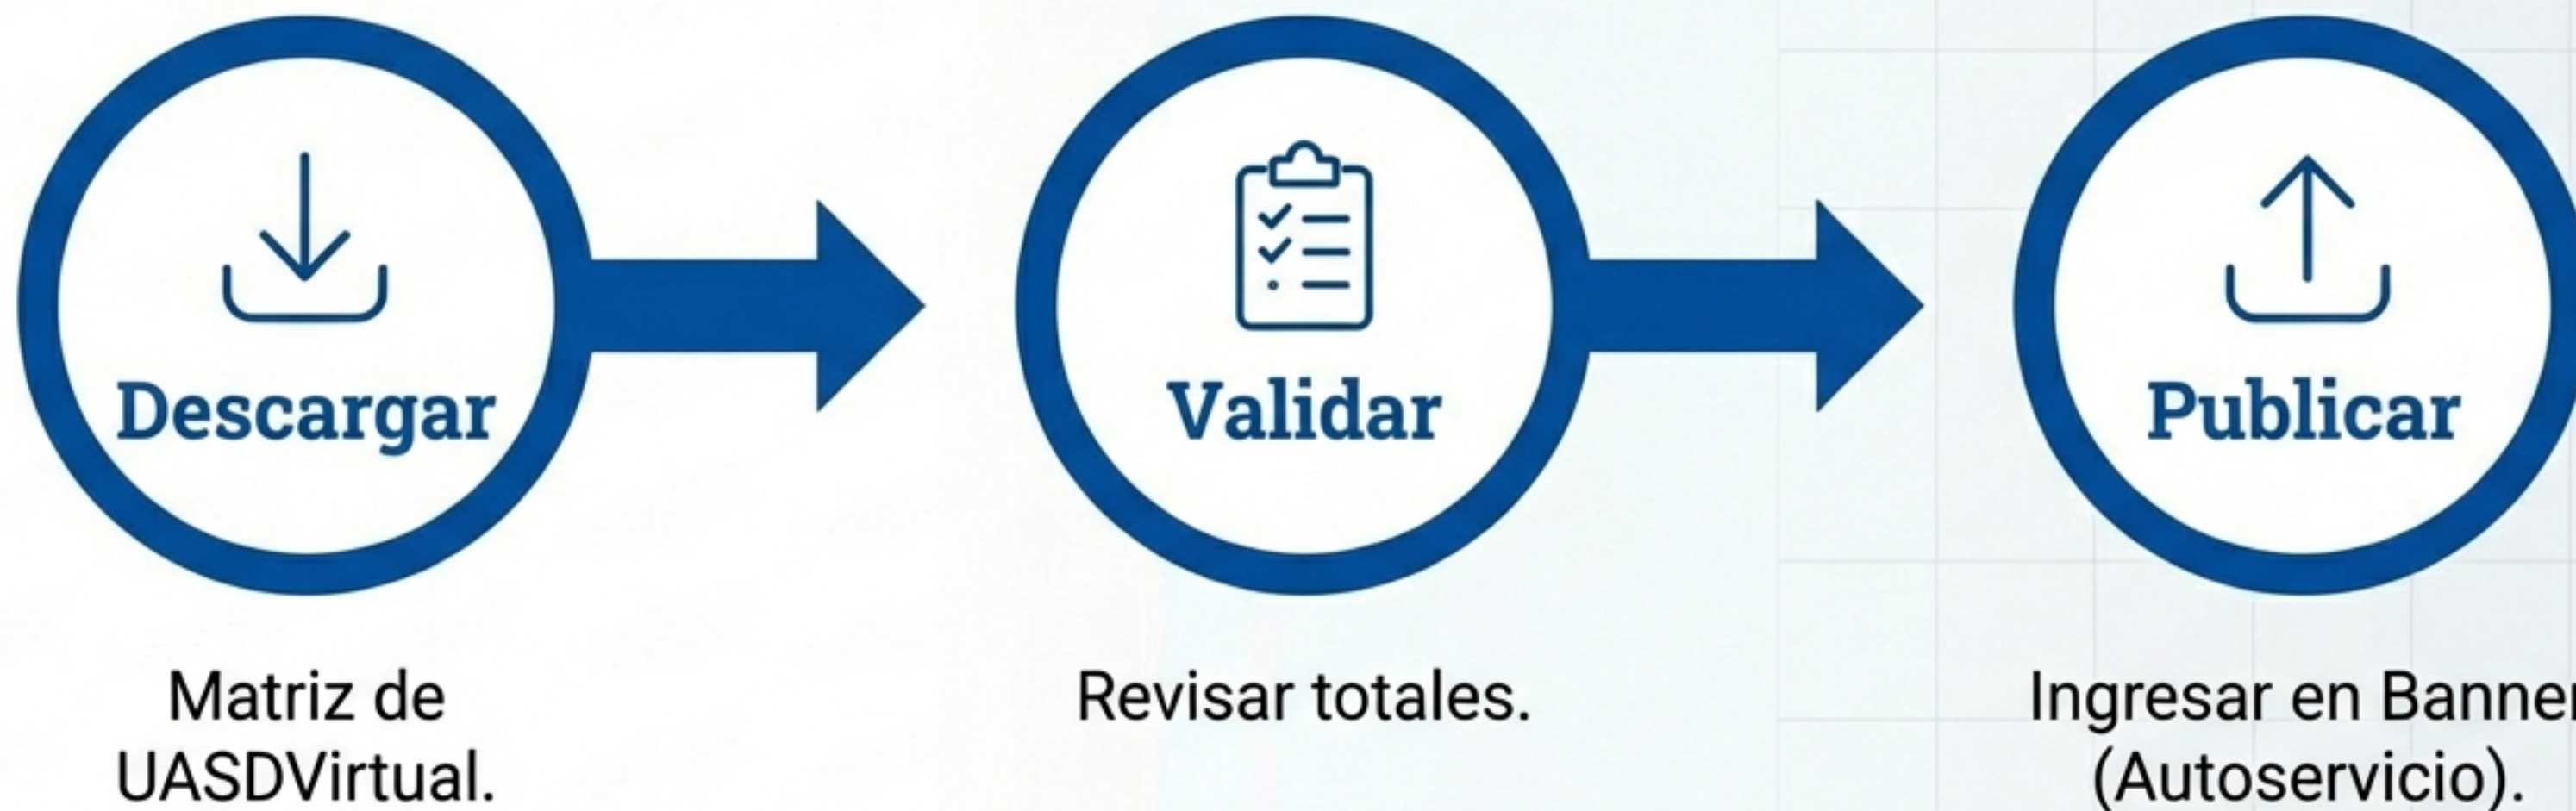 Descargar
Validar
Publicar
Matriz de
UASDVirtual.
Revisar totales.
Ingresar en Banner
(Autoservicio).